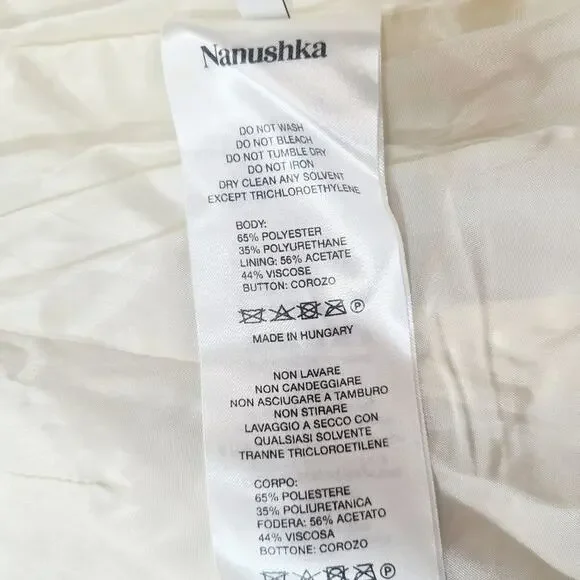 Nanushka
DO NOT WASH
DO NOT BLEACH
DO NOT TUMBLE DRY
DO NOT IRON
DRY CLEAN ANY SOLVENT
EXCEPT TRICHLOROETHYLENE
BODY:
65% POLYESTER
35% POLYURETHANE
LINING: 56% ACETATE
44% VISCOSE
BUTTON: COROZO
P
MADE IN HUNGARY
NON LAVARE
NON CANDEGGIARE
NON ASCIUGARE A TAMBURO
NON STIRARE
LAVAGGIO A SECCO CON
QUALSIASI SOLVENTE
TRANNE TRICLOROETILENE
CORPO:
65% POLIESTERE
35% POLIURETANICA
FODERA: 56% ACETATO
44% VISCOSA
BOTTONE: COROZO
P